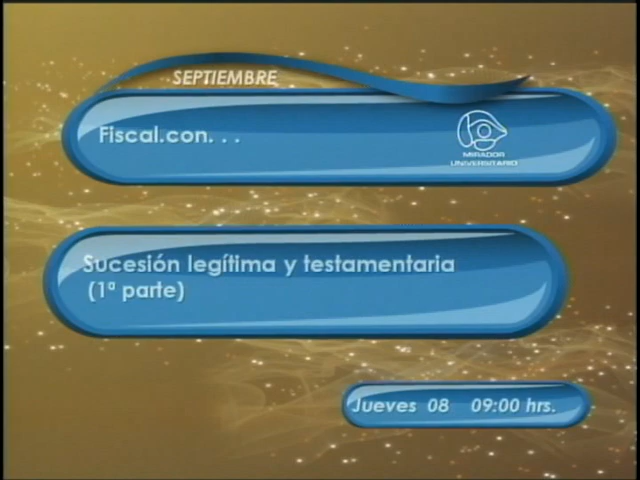 SEPTIEMBRE
Fiscal.con. . .
MIRADOR
UNIVERSITARIO
Sucesión legítima y testamentaria
(1ª parte)
Jueves 08 09:00 hrs.